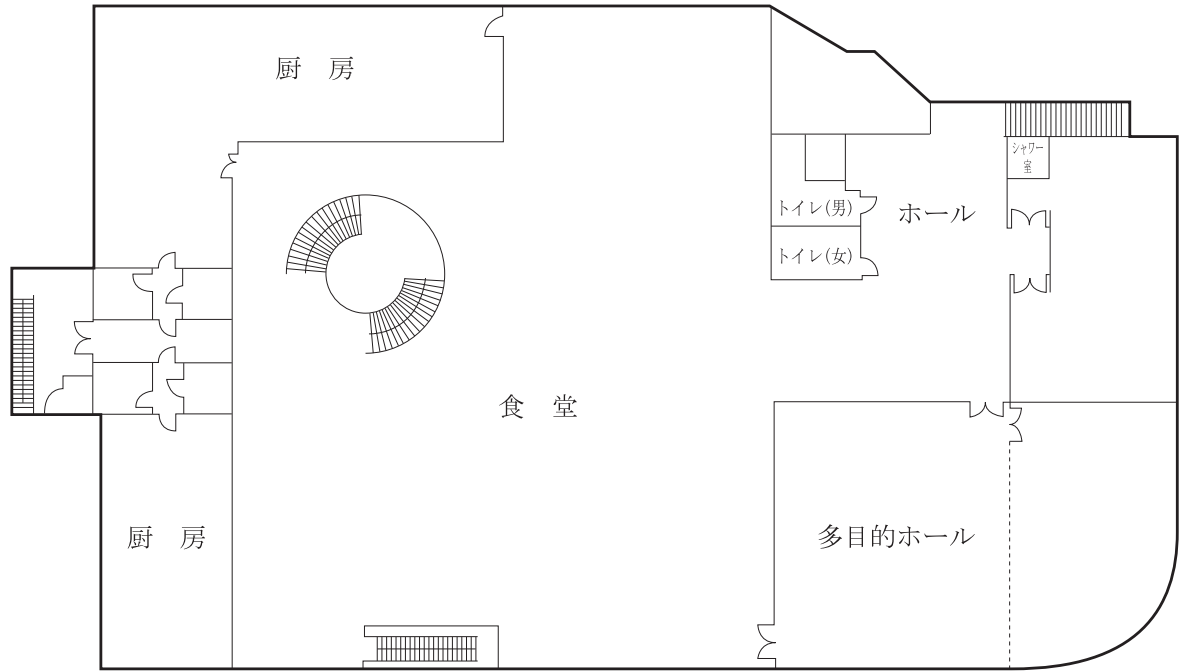 厨 房
シャワー
室
トイレ(男)
ホール
トイレ(女)
食 堂
厨 房
多目的ホール